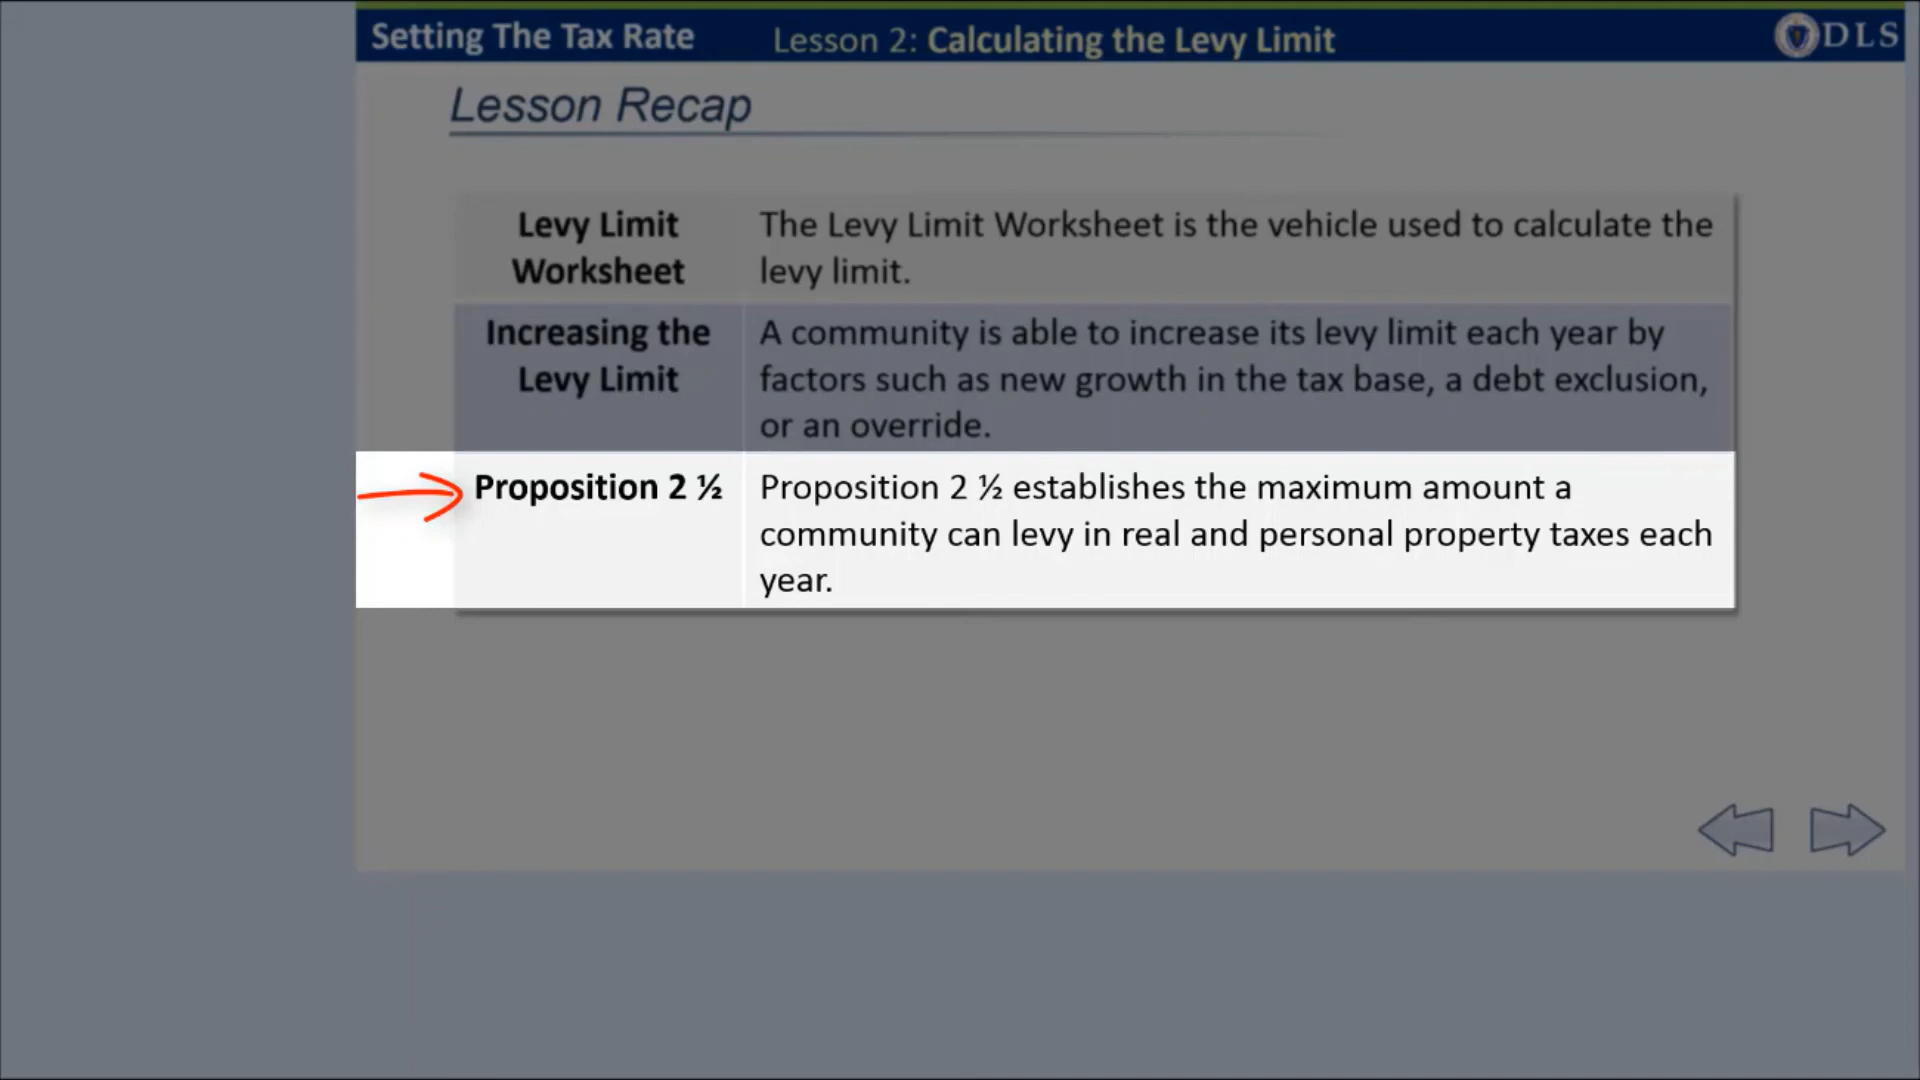 Setting The Tax Rate
Lesson 2: Calculating the Levy Limit
DLS
Lesson Recap
Levy Limit
Worksheet
The Levy Limit Worksheet is the vehicle used to calculate the
levy limit.
Increasing the
Levy Limit
A community is able to increase its levy limit each year by
factors such as new growth in the tax base, a debt exclusion,
or an override.
Proposition 2 ½
Proposition 2 ½ establishes the maximum amount a
community can levy in real and personal property taxes each
year.